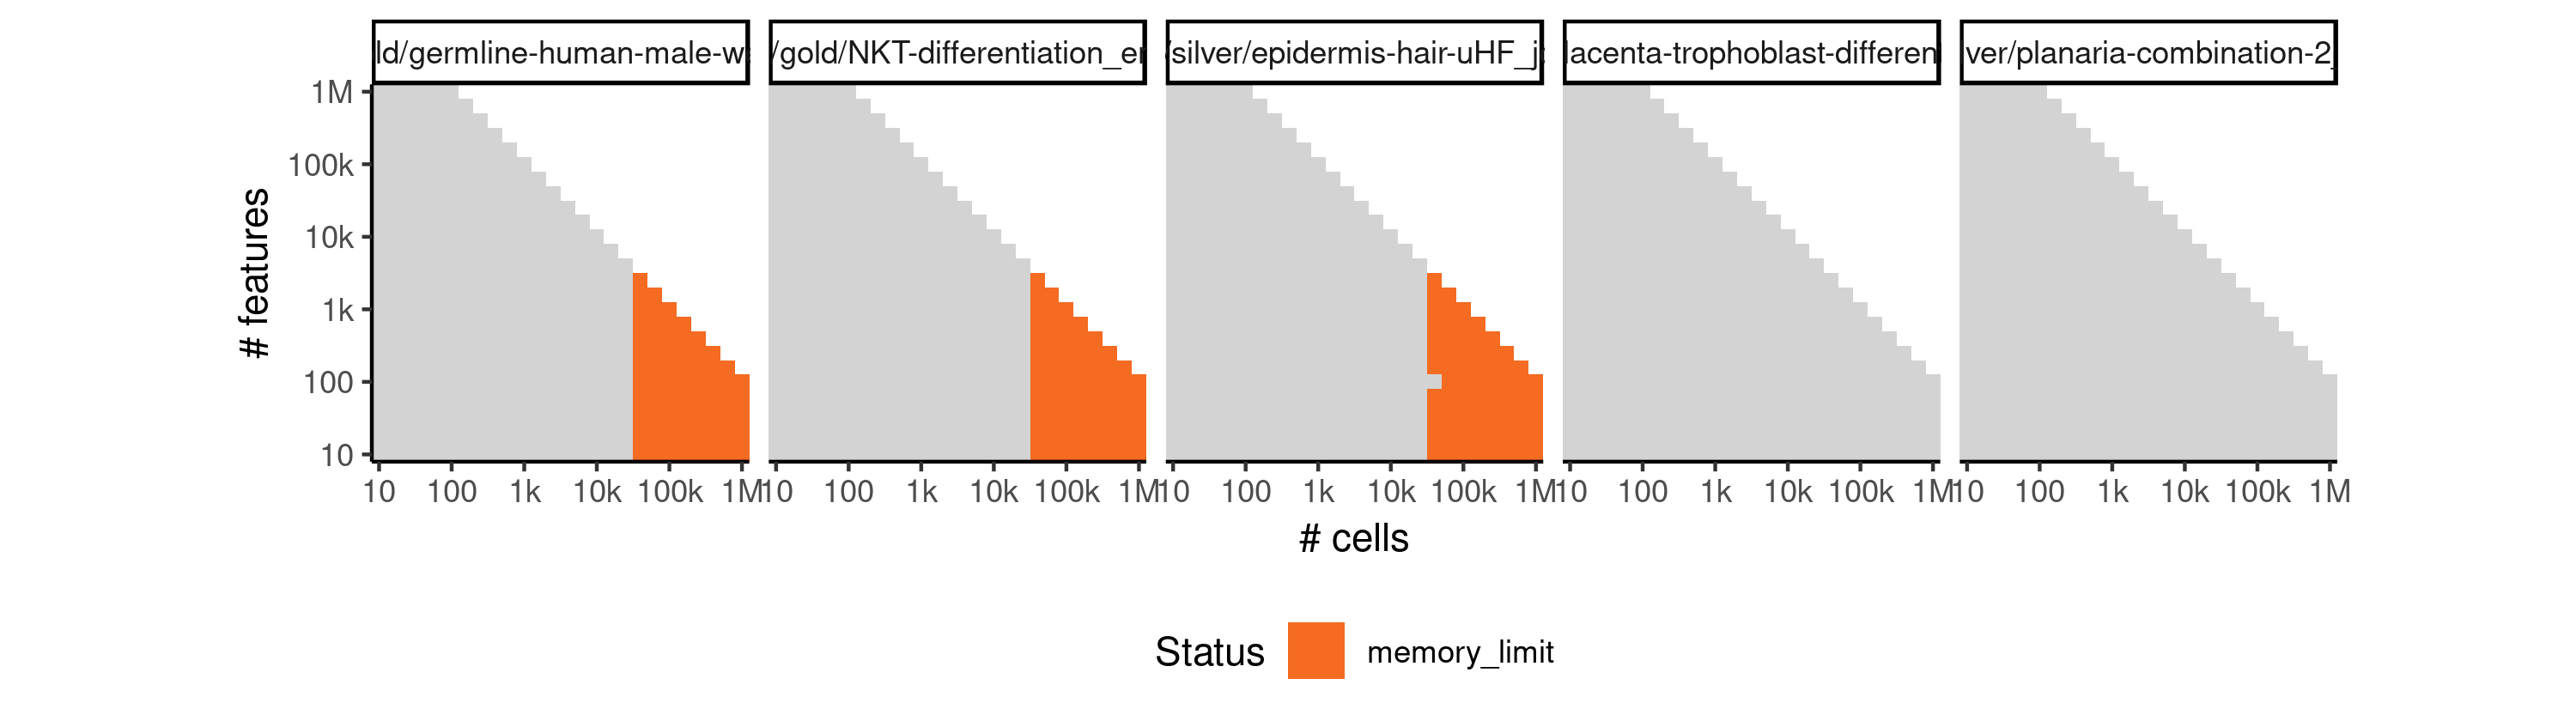 ld/germline-human-male-w
/gold/NKT-differentiation_e
/silver/epidermis-hair-uHF_j
lacenta-trophoblast-differen
ver/planaria-combination-2
# features
1M
100k
10k
1k
100
10
10 100 1k 10k 100k 1M
10 100 1k 10k 100k 1M
10 100 1k 10k 100k 1M
10 100 1k 10k 100k 1M
10 100 1k 10k 100k 1M
# cells
Status memory_limit